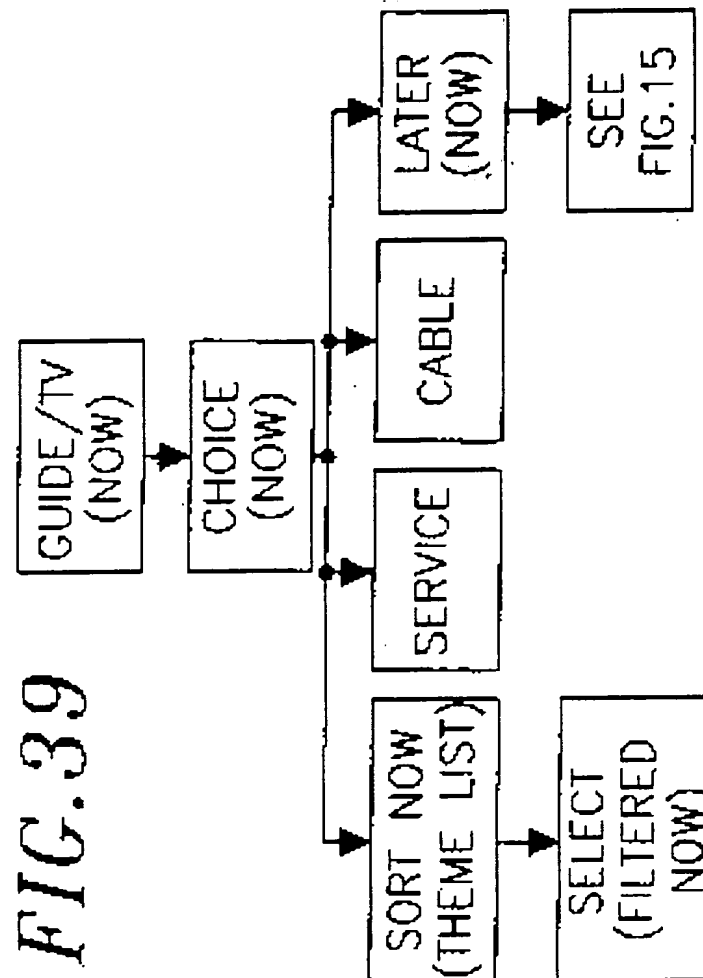 FIG.39
GUIDE/TV
(NOW)
CHOICE
(NOW)
SORT NOW
(THEME LIST)
SERVICE
CABLE
LATER
(NOW)
SELECT
(FILTERED
NOW)
SEE
FIG.15